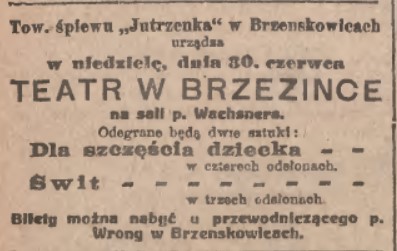 Tow. śpiewu „Jutrzenka“ w Brzenskowicach
urządza
w niedzielę, dnia 30. czerwca
TEATR W BRZEZINCE
na sali p. Wachsnera.
Odegrane będą dwie sztuki:
Dla szczęścia dziecka – –
w czterech odsłonach.
Świt – – – – – – – –
w trzech odsłonach.
Bilety można nabyć u przewodniczącego p.
Wrong w Brzenskowicach.